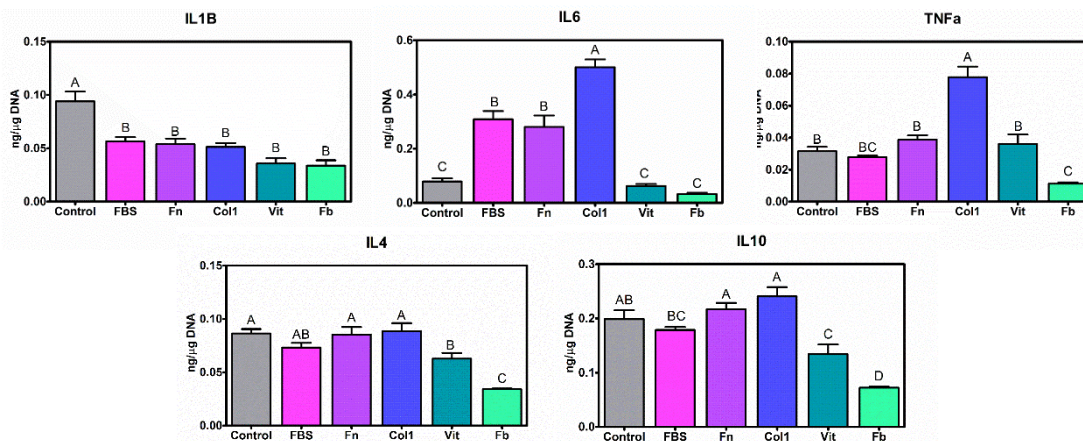 IL1B
ng/µg DNA
0.15
0.10
0.05
0.00
A
B
B
B
B
B
Control
FBS
Fn
Col1
Vit
Fb
IL6
ng/µg DNA
0.6
0.4
0.2
0.0
C
B
B
A
C
C
Control
FBS
Fn
Col1
Vit
Fb
TNFa
ng/µg DNA
0.10
0.08
0.06
0.04
0.02
0.00
B
BC
B
A
B
C
Control
FBS
Fn
Col1
Vit
Fb
IL4
ng/µg DNA
0.15
0.10
0.05
0.00
A
AB
A
A
B
C
Control
FBS
Fn
Col1
Vit
Fb
IL10
ng/µg DNA
0.3
0.2
0.1
0.0
AB
BC
A
A
C
D
Control
FBS
Fn
Col1
Vit
Fb